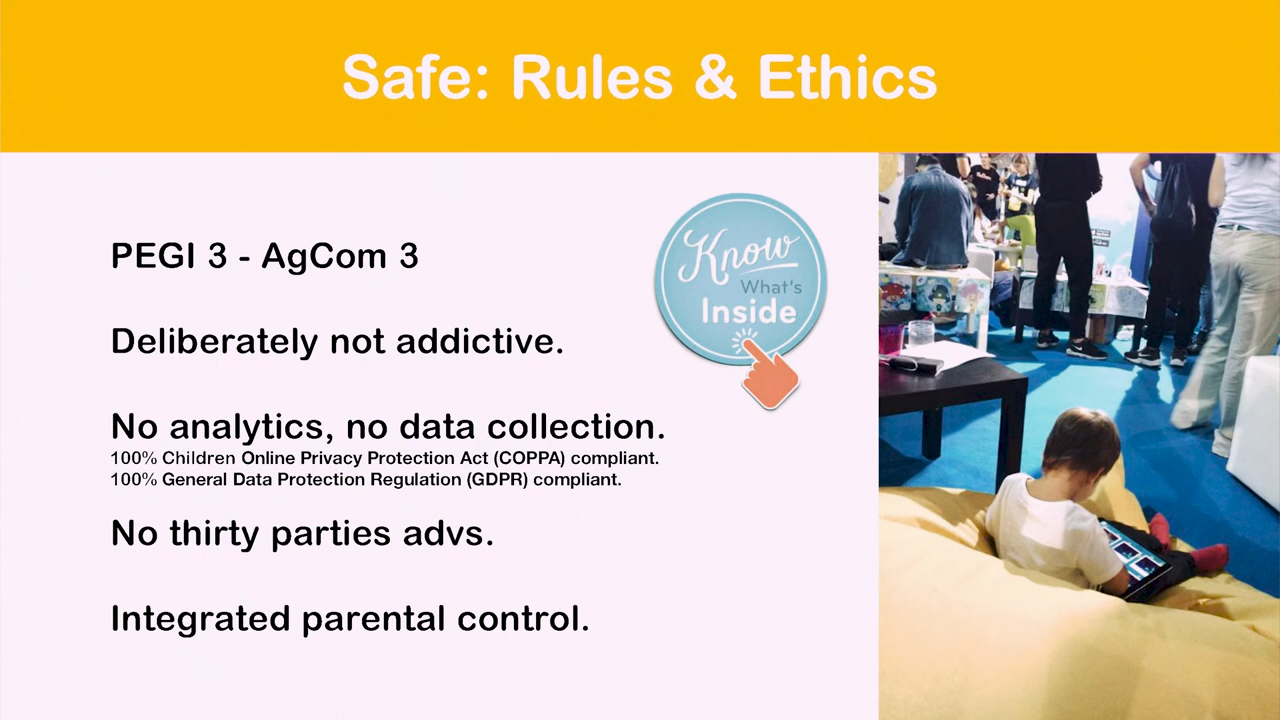 Safe: Rules & Ethics
PEGI 3 - AgCom 3
Know
What's
Inside
Deliberately not addictive.
No analytics, no data collection.
100% Children Online Privacy Protection Act (COPPA) compliant.
100% General Data Protection Regulation (GDPR) compliant.
No thirty parties advs.
Integrated parental control.